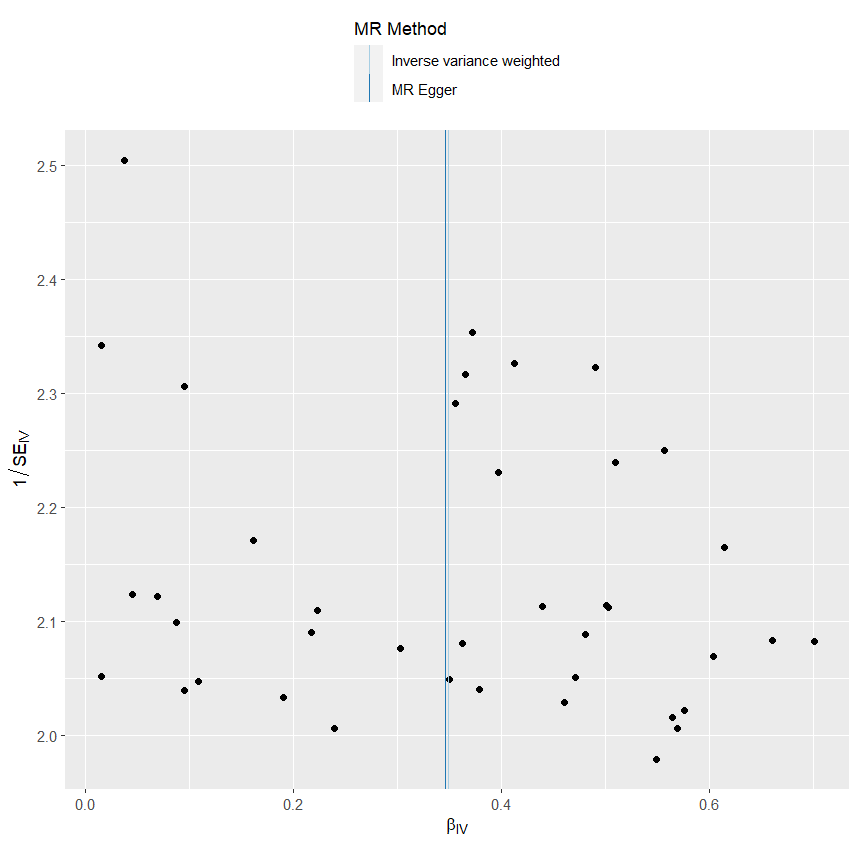 MR Method
Inverse variance weighted
MR Egger
2.5
2.4
2.3
2.2
2.1
2.0
1/SE_IV
0.0 0.2 0.4 0.6
β_IV